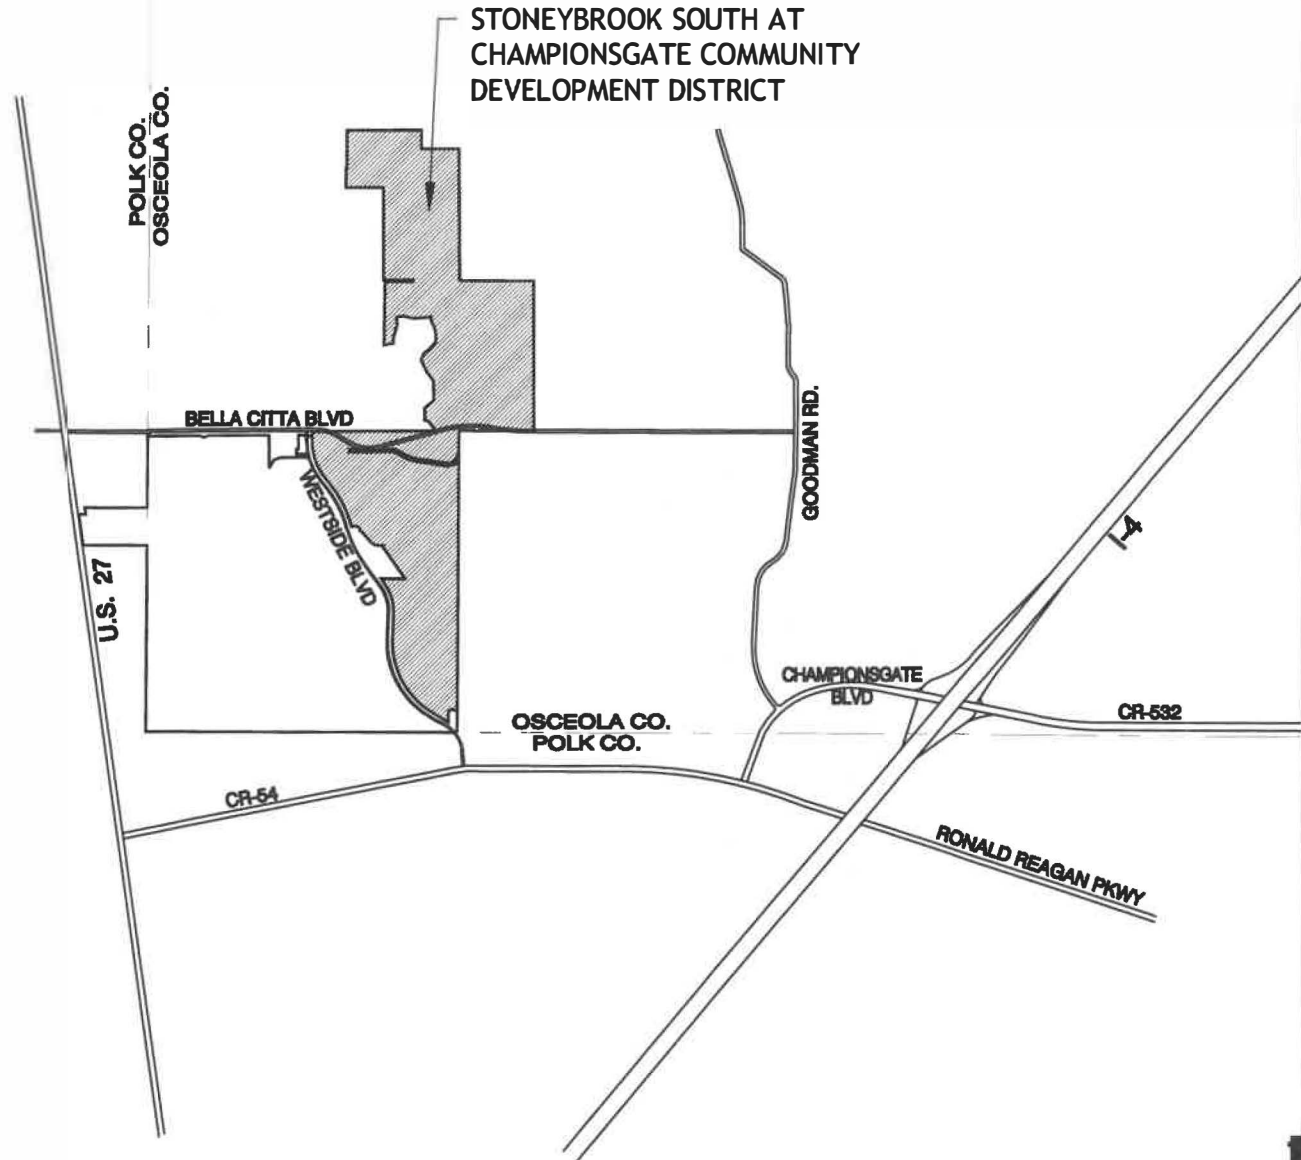 STONEYBROOK SOUTH AT
CHAMPIONSGATE COMMUNITY
DEVELOPMENT DISTRICT
POLK CO.
OSCEOLA CO.
BELLA CITTA BLVD
GOODMAN RD.
WESTSIDE BLVD
U.S. 27
CHAMPIONSGATE
BLVD
CR-532
OSCEOLA CO.
POLK CO.
CR-54
RONALD REAGAN PKWY